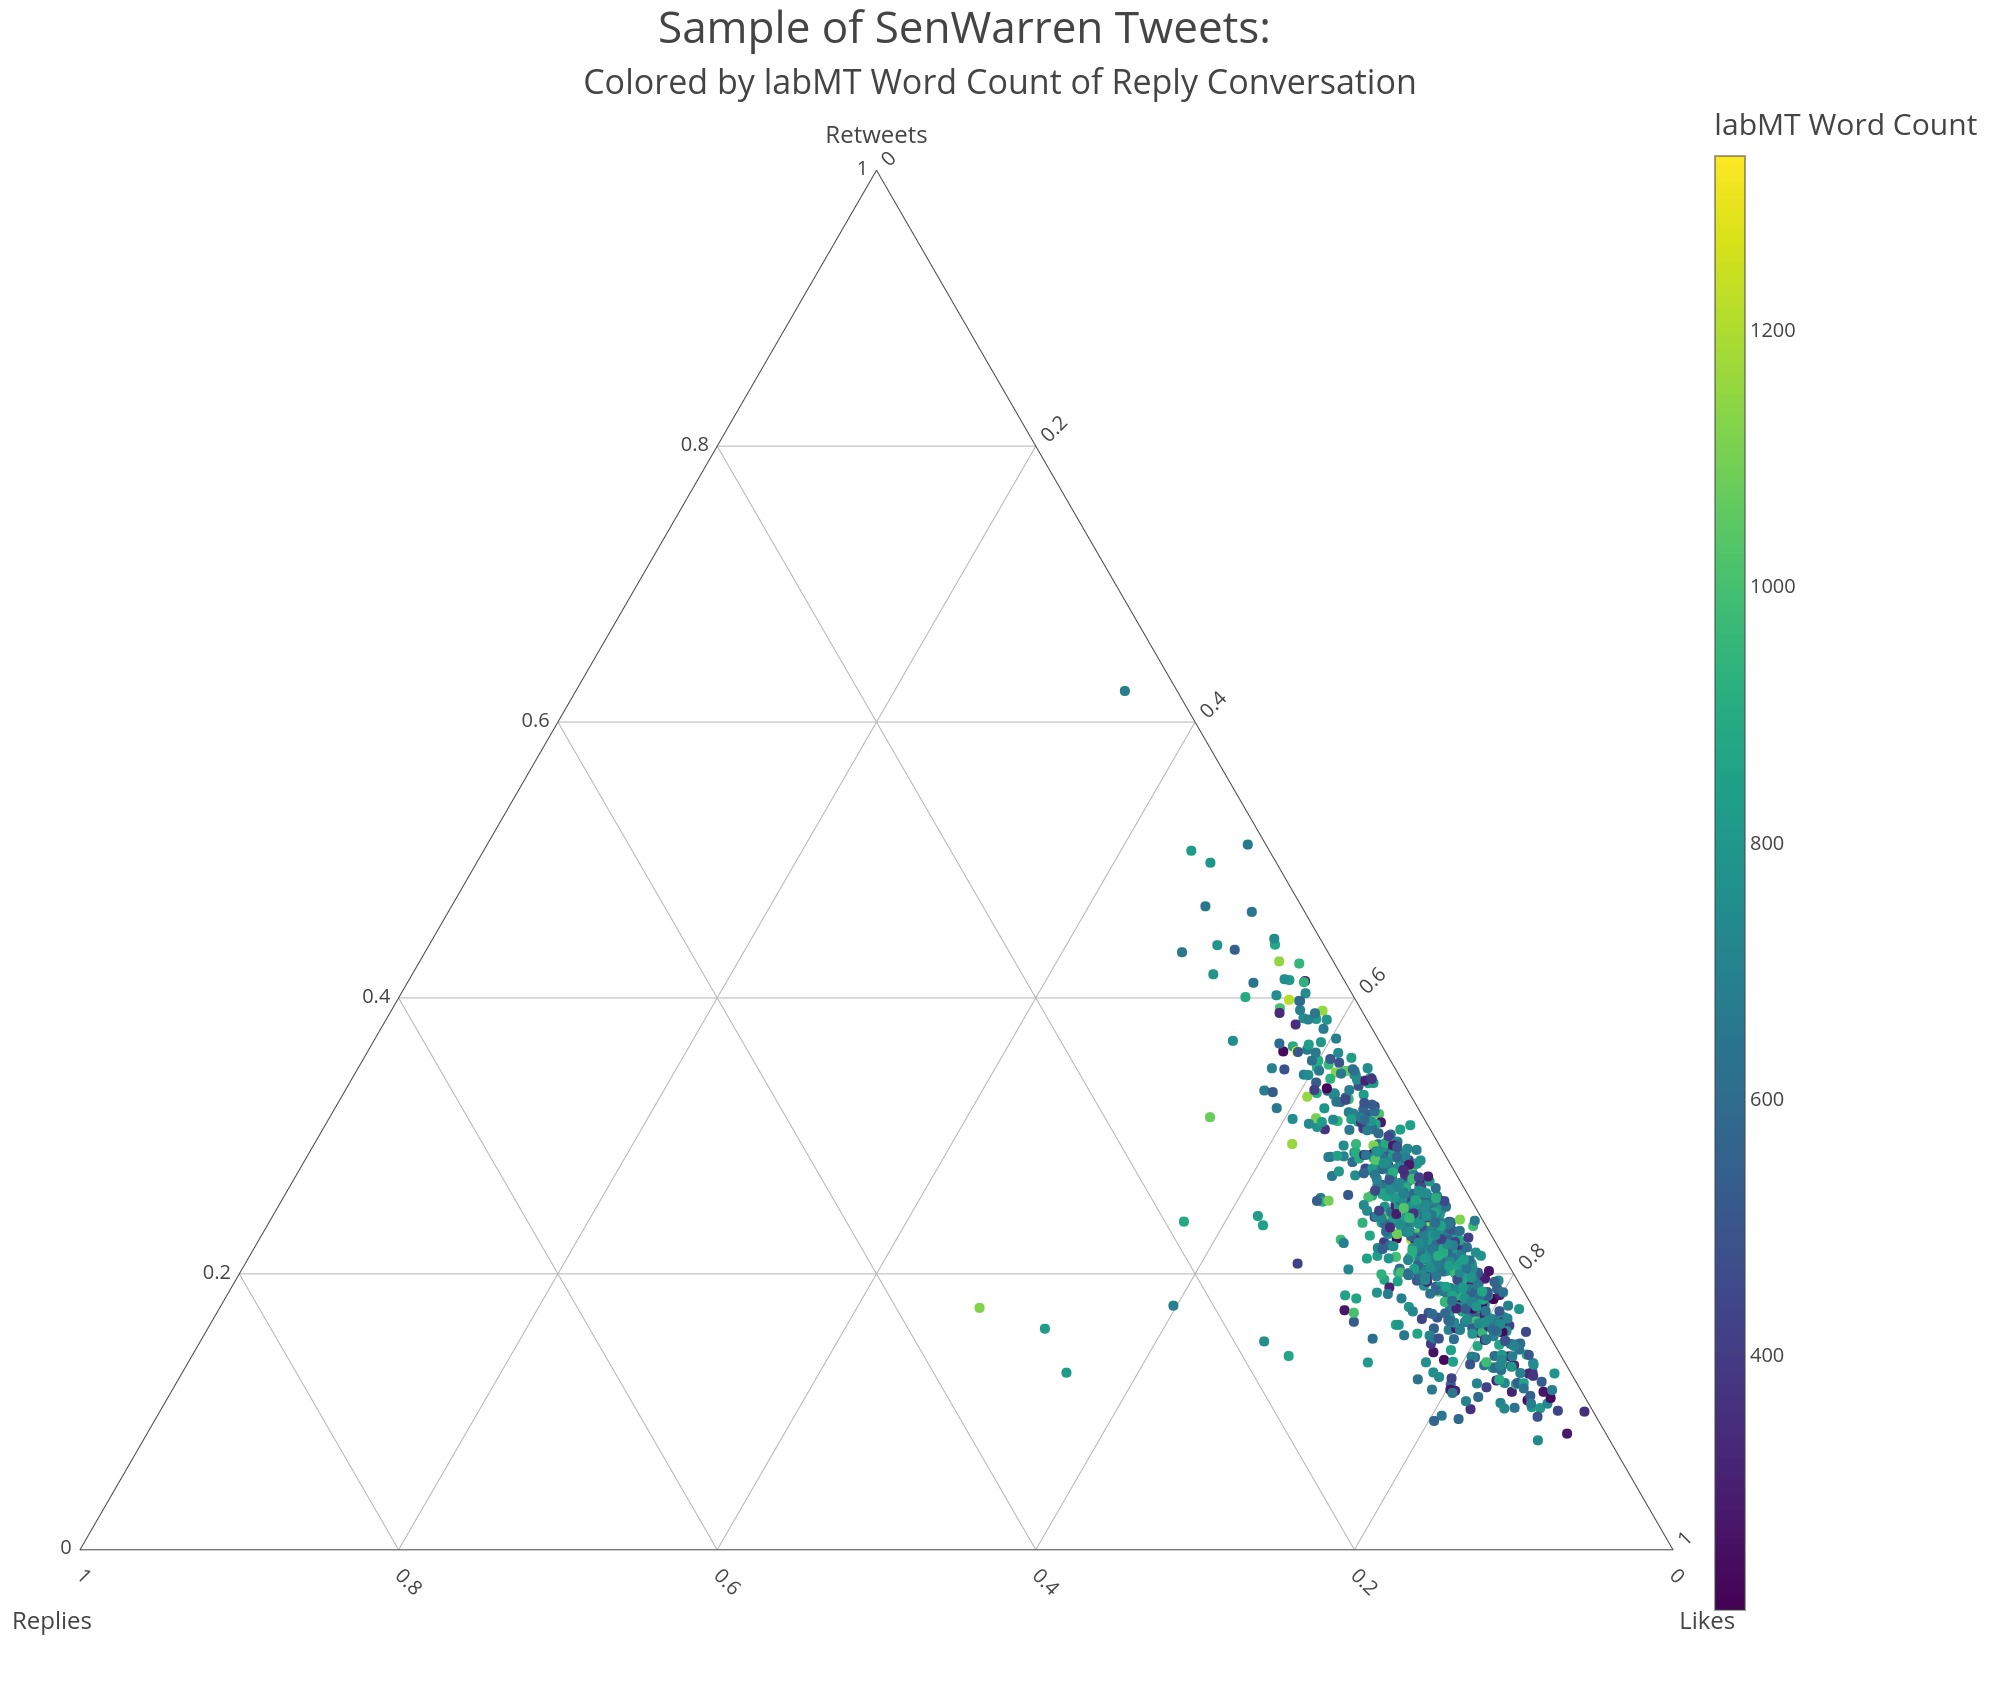 Sample of SenWarren Tweets:
Colored by labMT Word Count of Reply Conversation
labMT Word Count
Retweets
1 0
0.8 0.2
0.6 0.4
0.4 0.6
0.2 0.8
0 1
1 0.8 0.6 0.4 0.2 0
Replies Likes
1200
1000
800
600
400